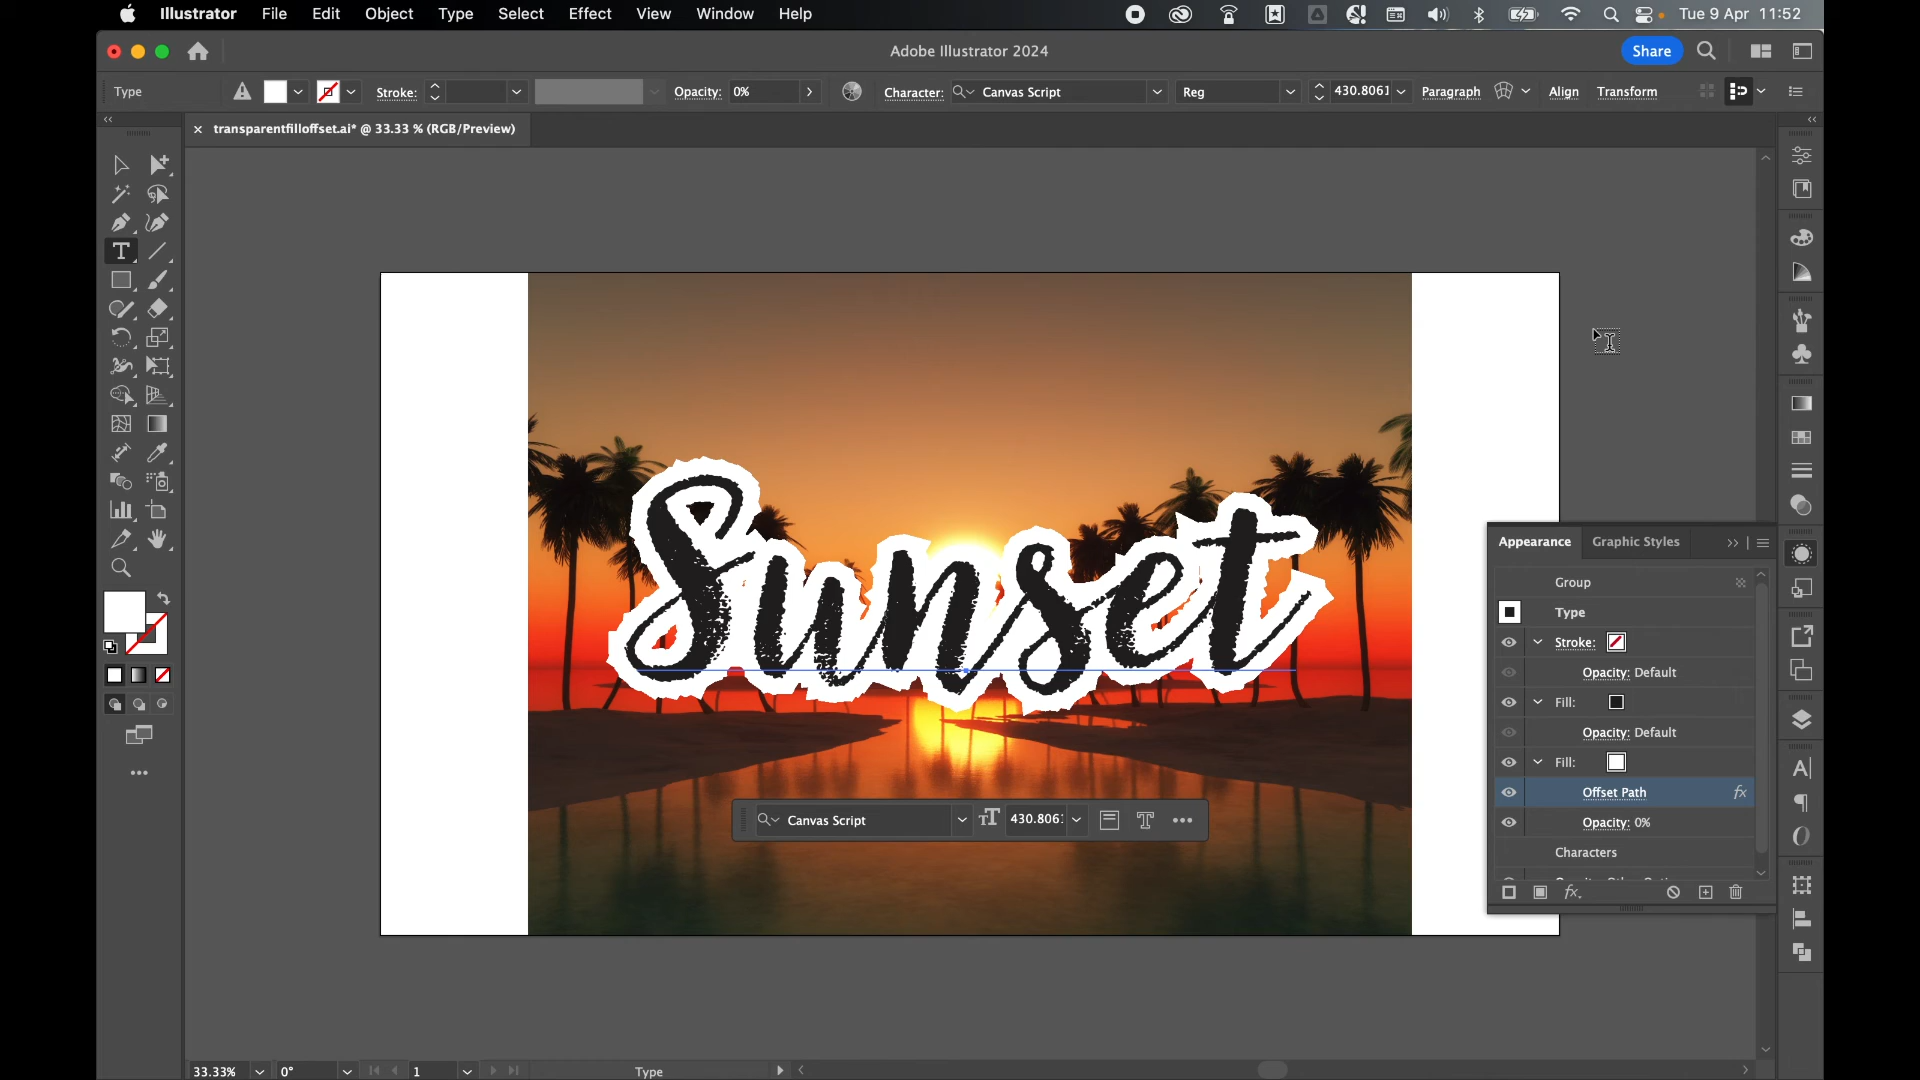 Illustrator File Edit Object Type Select Effect View Window Help Tue 9 Apr 11:52
Adobe Illustrator 2024
Share
Type Stroke: Opacity: 0% Character: Canvas Script Reg 430.8061 Paragraph Align Transform
× transparentfilloffset.ai* @ 33.33 % (RGB/Preview)
Sunset
Appearance Graphic Styles
Group
Type
Stroke:
Opacity: Default
Fill:
Opacity: Default
Fill:
Offset Path fx
Opacity: 0%
Characters
fx.
Canvas Script 430.806
33.33% 0° 1 Type